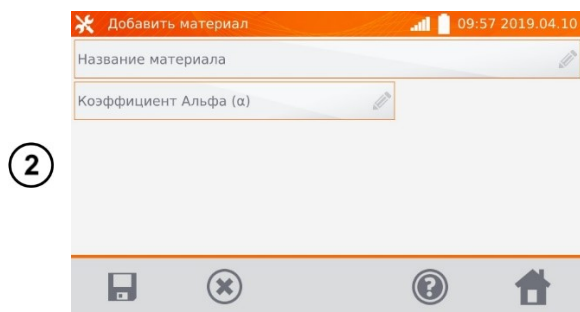 Добавить материал 09:57 2019.04.10
Название материала
Коэффициент Альфа (α)
2